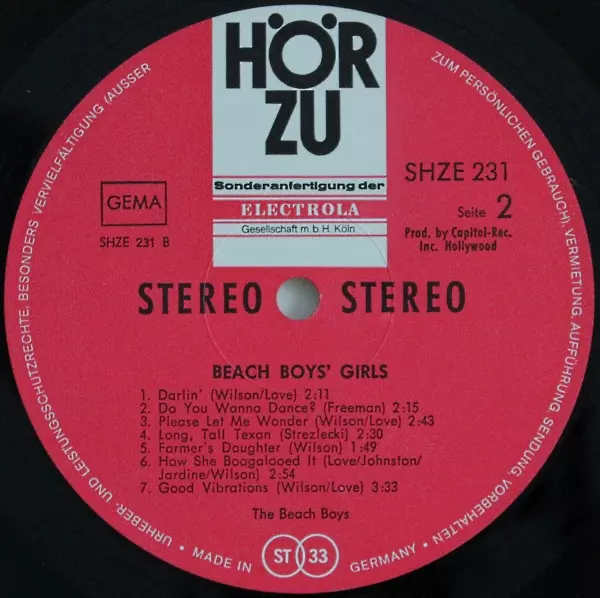 HÖR
ZU
Sonderanfertigung der
ELECTROLA
Gesellschaft m. b. H. Köln
GEMA
SHZE 231 B
SHZE 231
Seite 2
Prod. by Capitol-Rec.
Inc. Hollywood
STEREO STEREO
BEACH BOYS' GIRLS
1. Darlin' (Wilson/Love) 2:11
2. Do You Wanna Dance? (Freeman) 2:15
3. Please Let Me Wonder (Wilson/Love) 2:43
4. Long, Tall Texan (Strezlecki) 2:30
5. Farmer's Daughter (Wilson) 1:49
6. How She Boogalooed It (Love/Johnston/
Jardine/Wilson) 2:54
7. Good Vibrations (Wilson/Love) 3:33
The Beach Boys
URHEBER- UND LEISTUNGSSCHUTZRECHTE, BESONDERS VERVIELFÄLTIGUNG (AUSSER
ZUM PERSÖNLICHEN GEBRAUCH), VERMIETUNG, AUFFÜHRUNG, SENDUNG VORBEHALTEN
• MADE IN ST 33 GERMANY •